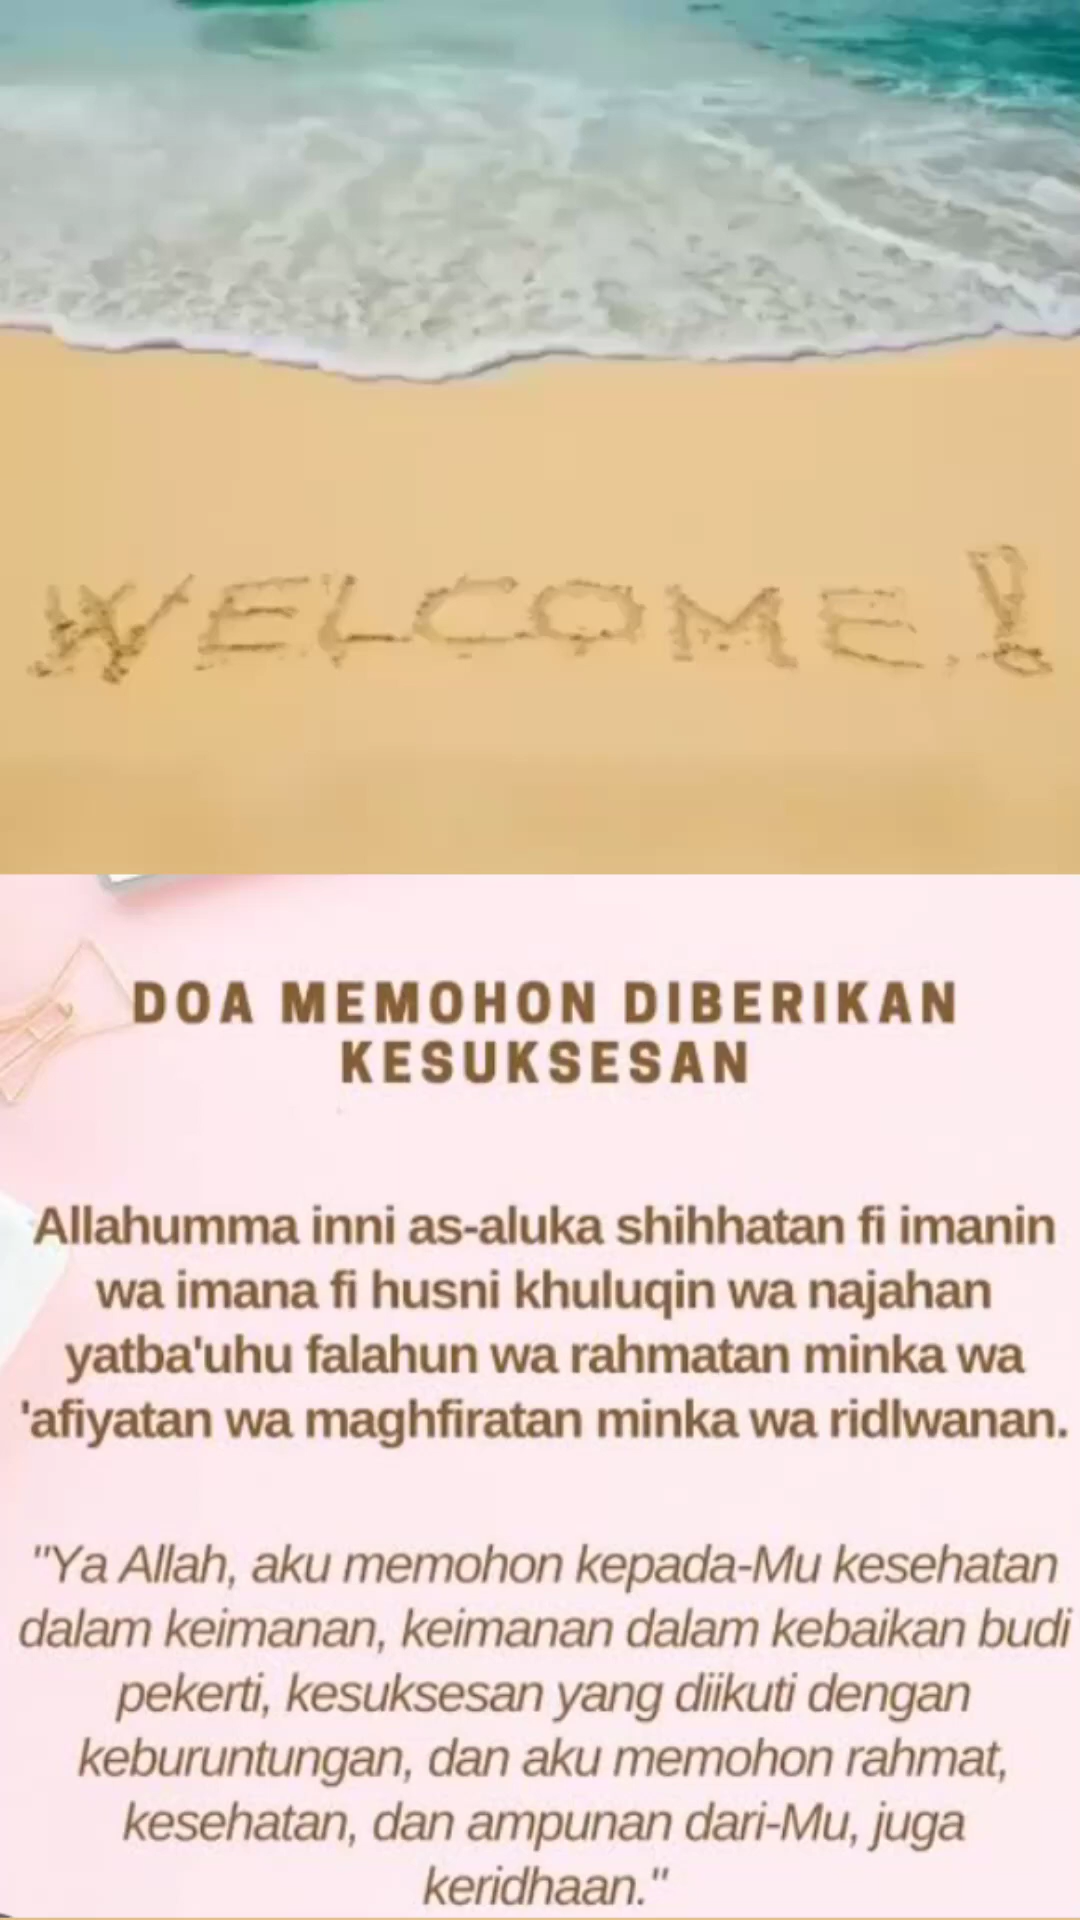 WELCOME!
DOA MEMOHON DIBERIKAN
KESUKSESAN
Allahumma inni as-aluka shihhatan fi imanin
wa imana fi husni khuluqin wa najahan
yatba'uhu falahun wa rahmatan minka wa
'afiyatan wa maghfiratan minka wa ridlwanan.
"Ya Allah, aku memohon kepada-Mu kesehatan
dalam keimanan, keimanan dalam kebaikan budi
pekerti, kesuksesan yang diikuti dengan
keburuntungan, dan aku memohon rahmat,
kesehatan, dan ampunan dari-Mu, juga
keridhaan."